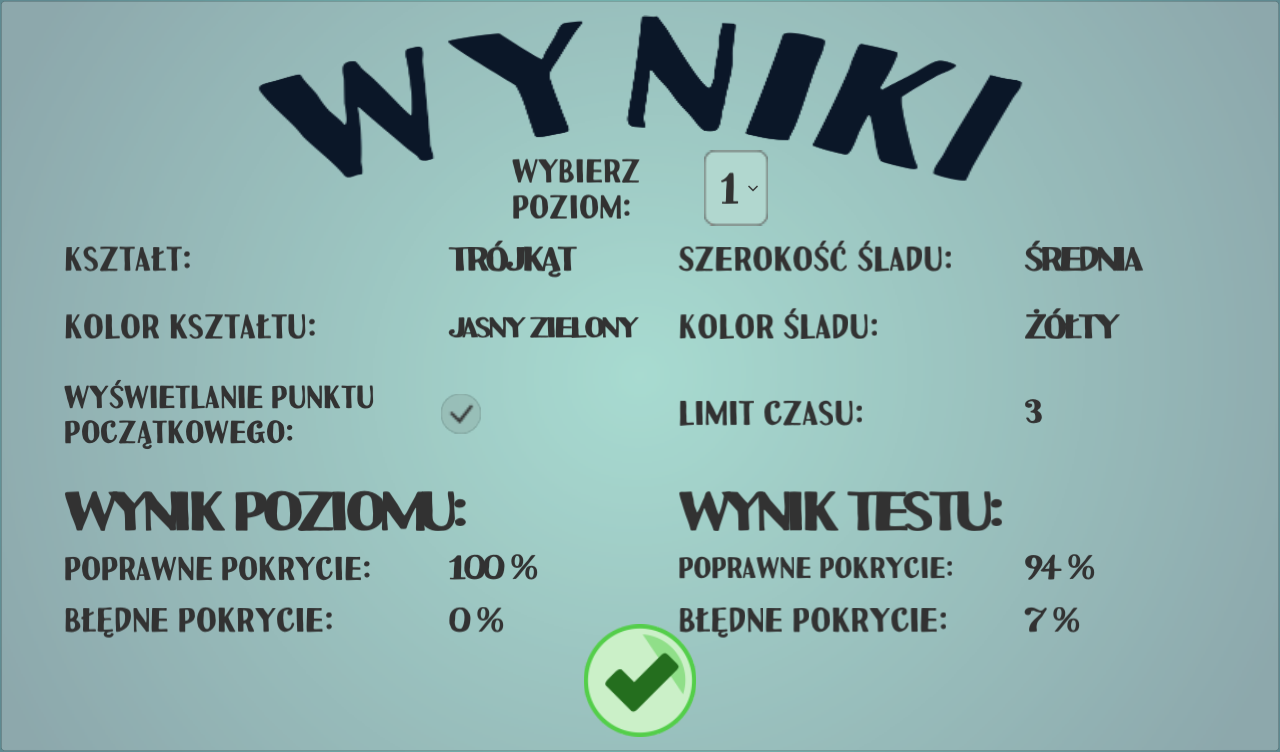 WYNIKI
WYBIERZ
POZIOM:
1
KSZTAŁT: TRÓJKĄT SZEROKOŚĆ ŚLADU: ŚREDNIA
KOLOR KSZTAŁTU: JASNY ZIELONY KOLOR ŚLADU: ŻÓŁTY
WYŚWIETLANIE PUNKTU
POCZĄTKOWEGO:
LIMIT CZASU: 3
WYNIK POZIOMU: WYNIK TESTU:
POPRAWNE POKRYCIE: 100 % POPRAWNE POKRYCIE: 94 %
BŁĘDNE POKRYCIE: 0 % BŁĘDNE POKRYCIE: 7 %